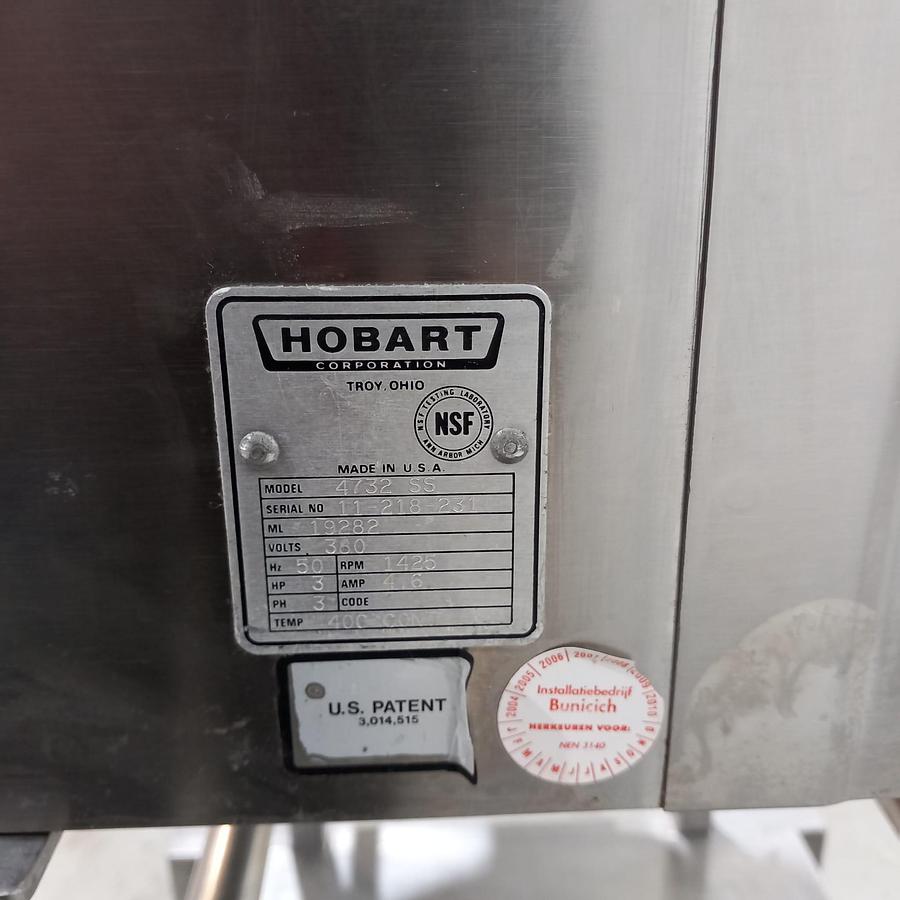 HOBART
CORPORATION
TROY, OHIO
NSF TESTING LABORATORY
NSF
ANN ARBOR MICH
MADE IN U.S.A.
MODEL 4732 SS
SERIAL NO 11-218-231
ML 19282
VOLTS 380
Hz 50 RPM 1425
HP 3 AMP 4.6
PH 3 CODE
TEMP 40C CON
U.S. PATENT
3,014,515
2004 2005 2006 2007 2008 2009 2010
Installatiebedrijf
Bunicich
HERKEUREN VOOR:
NEN 3140
J F M A M J J A S O N D